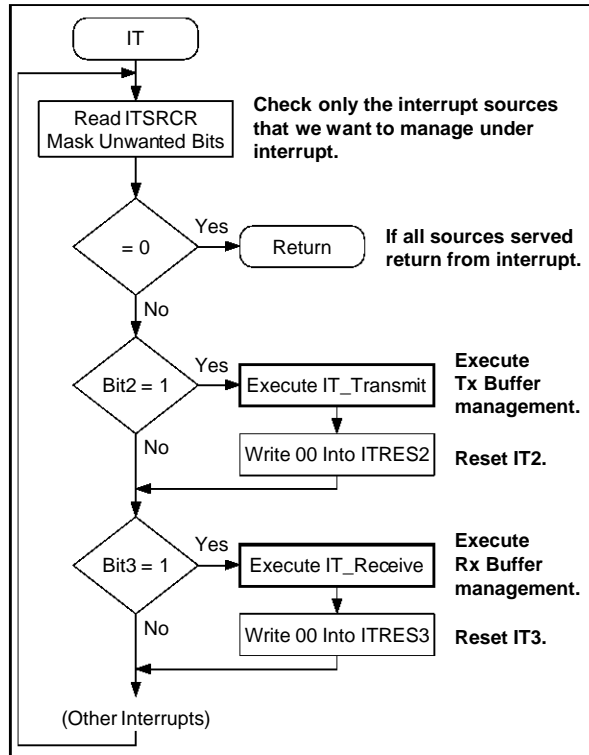 IT
Read ITSRCR
Mask Unwanted Bits
Check only the interrupt sources
that we want to manage under
interrupt.
= 0
Yes
Return
If all sources served
return from interrupt.
No
Bit2 = 1
Yes
Execute IT_Transmit
Execute
Tx Buffer
management.
No
Write 00 Into ITRES2
Reset IT2.
Bit3 = 1
Yes
Execute IT_Receive
Execute
Rx Buffer
management.
No
Write 00 Into ITRES3
Reset IT3.
(Other Interrupts)